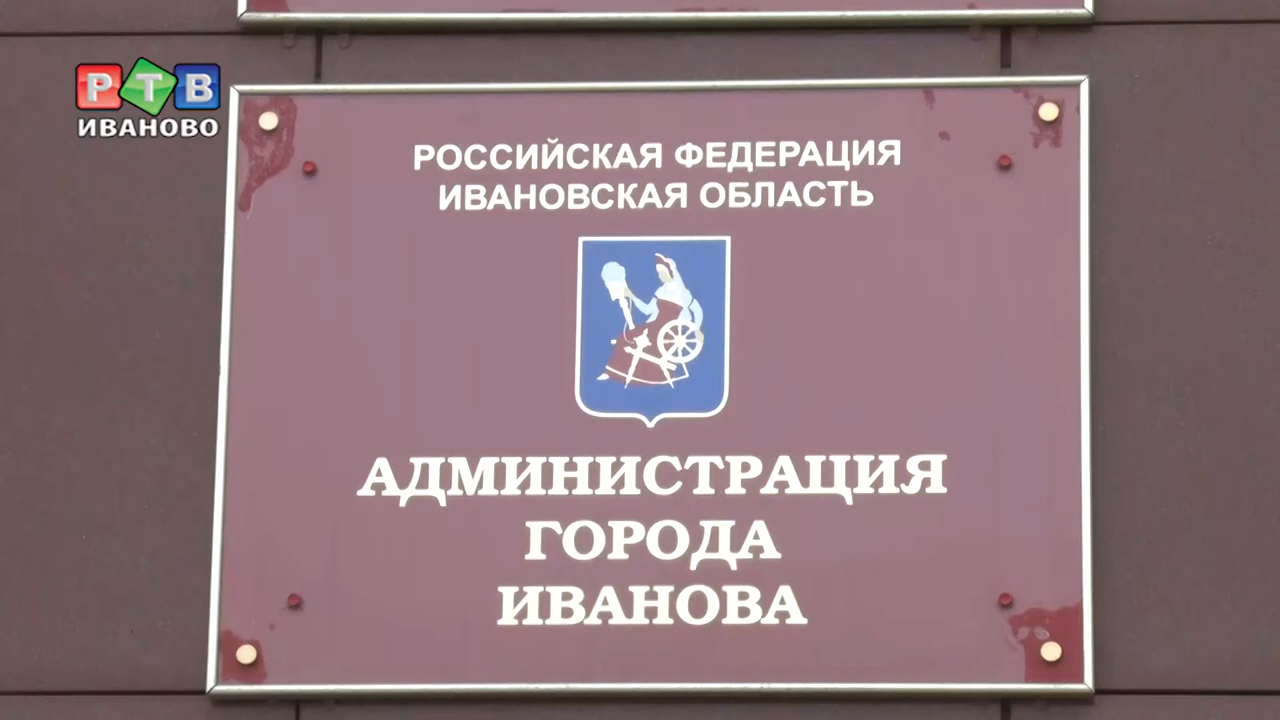 РТВ
ИВАНОВО
РОССИЙСКАЯ ФЕДЕРАЦИЯ
ИВАНОВСКАЯ ОБЛАСТЬ
АДМИНИСТРАЦИЯ
ГОРОДА
ИВАНОВА